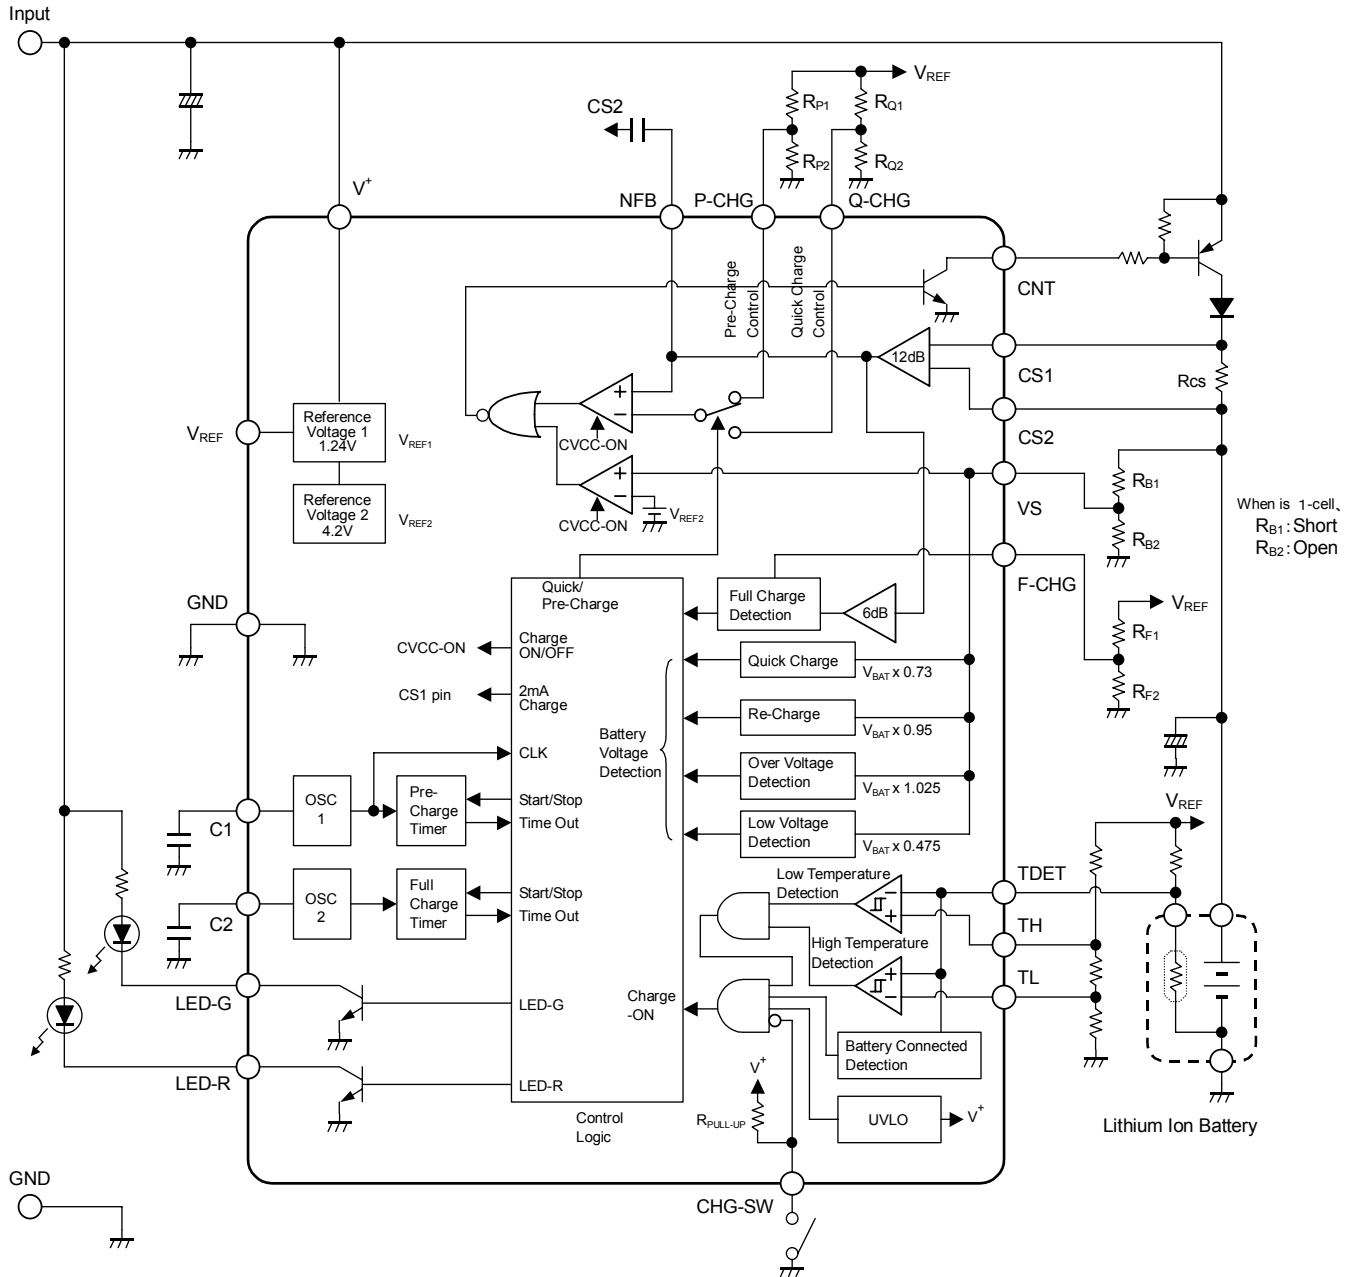 Input
V+
CS2
NFB
P-CHG
Q-CHG
RP1
RP2
RQ1
RQ2
VREF
CNT
CS1
Rcs
CS2
VS
RB1
RB2
When is 1-cell、
RB1：Short
RB2：Open
F-CHG
VREF
RF1
RF2
Pre-Charge
Control
Quick Charge
Control
12dB
+
−
CVCC-ON
+
−
CVCC-ON
VREF2
VREF
Reference
Voltage 1
1.24V
VREF1
Reference
Voltage 2
4.2V
VREF2
GND
Quick/
Pre-Charge
Charge
ON/OFF
CVCC-ON
2mA
Charge
CS1 pin
CLK
Battery
Voltage
Detection
Full Charge
Detection
6dB
Quick Charge
VBAT x 0.73
Re-Charge
VBAT x 0.95
Over Voltage
Detection
VBAT x 1.025
Low Voltage
Detection
VBAT x 0.475
C1
OSC
1
Pre-
Charge
Timer
Start/Stop
Time Out
C2
OSC
2
Full
Charge
Timer
Start/Stop
Time Out
Low Temperature
Detection
−
+
High Temperature
Detection
+
−
TDET
TH
TL
VREF
LED-G
LED-G
LED-R
LED-R
Charge
-ON
Battery Connected
Detection
UVLO
V+
V+
RPULL-UP
Control
Logic
Lithium Ion Battery
GND
CHG-SW